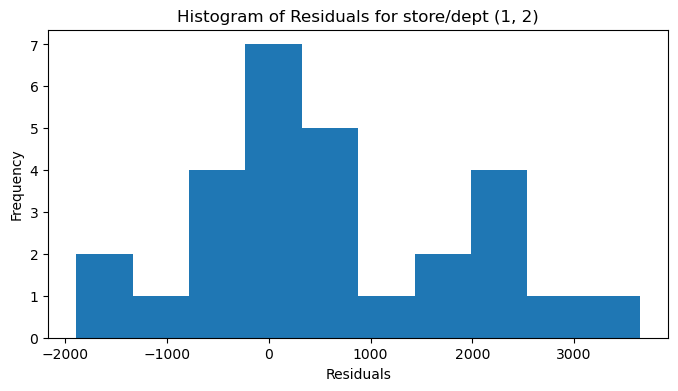 Histogram of Residuals for store/dept (1, 2)
Frequency
7
6
5
4
3
2
1
0
−2000 −1000 0 1000 2000 3000
Residuals